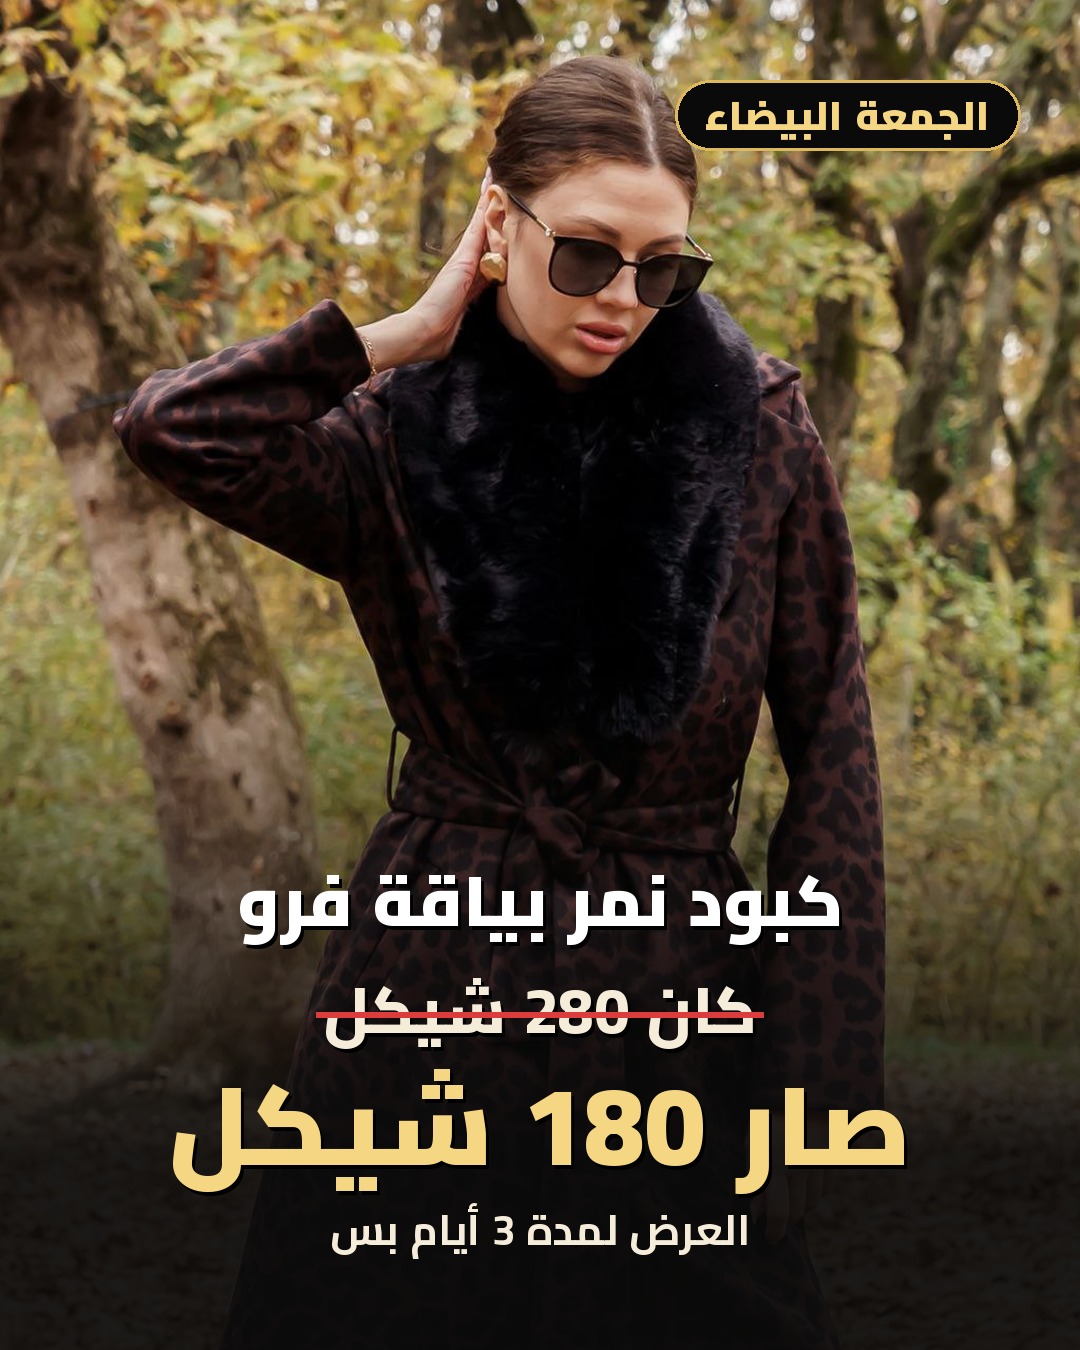 الجمعة البيضاء
كبود نمر بياقة فرو
كان 280 شيكل
صار 180 شيكل
العرض لمدة 3 أيام بس